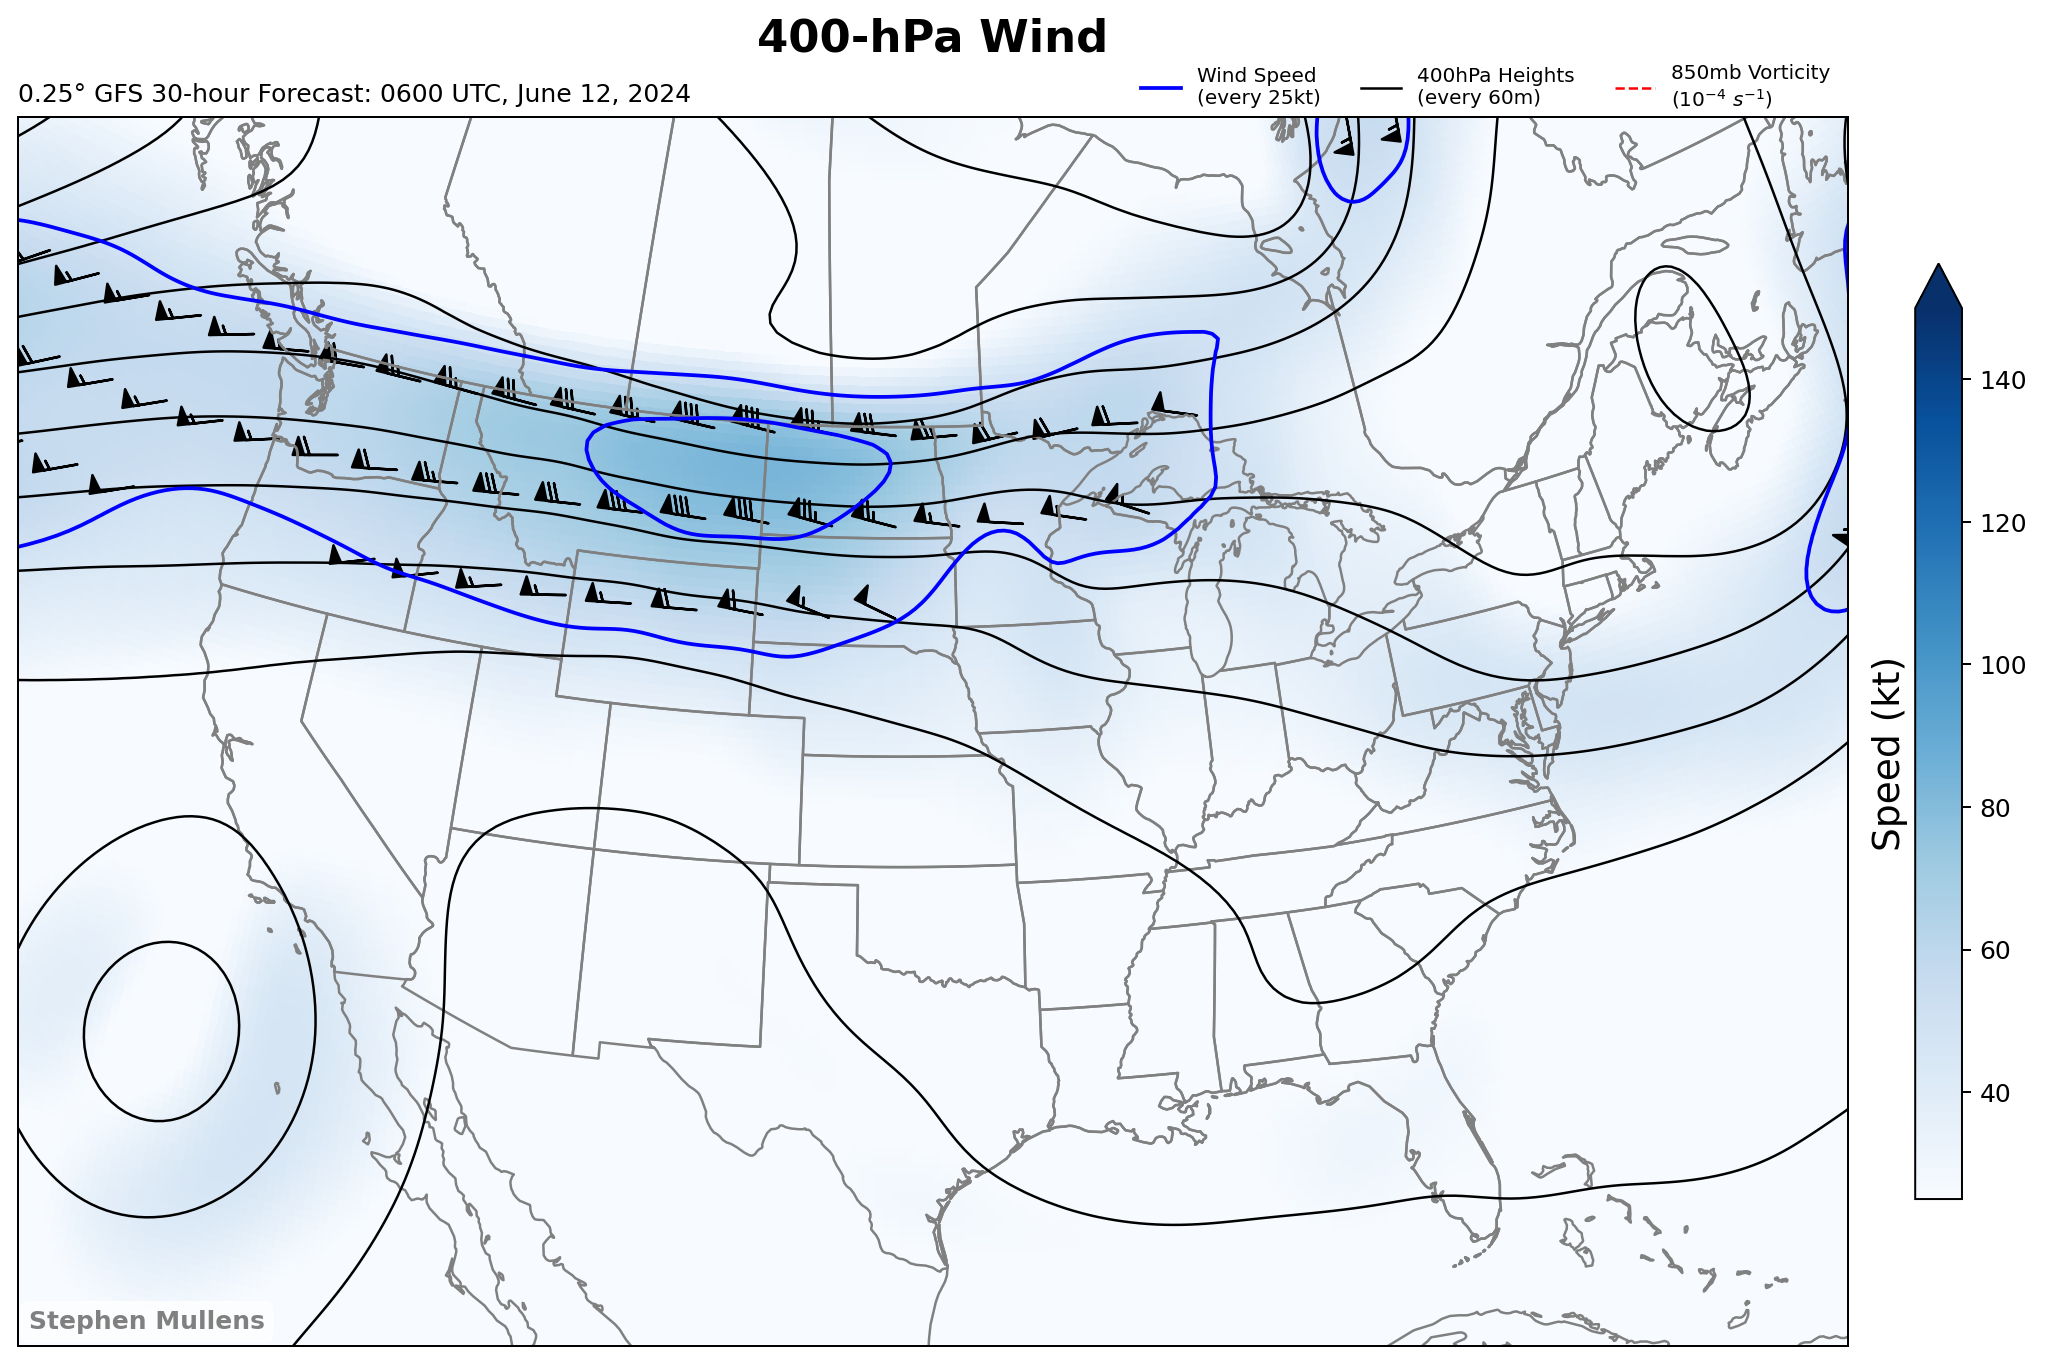 400-hPa Wind
0.25° GFS 30-hour Forecast: 0600 UTC, June 12, 2024
Wind Speed
(every 25kt)
400hPa Heights
(every 60m)
850mb Vorticity
(10⁻⁴ s⁻¹)
140
120
100
80
60
40
Speed (kt)
Stephen Mullens